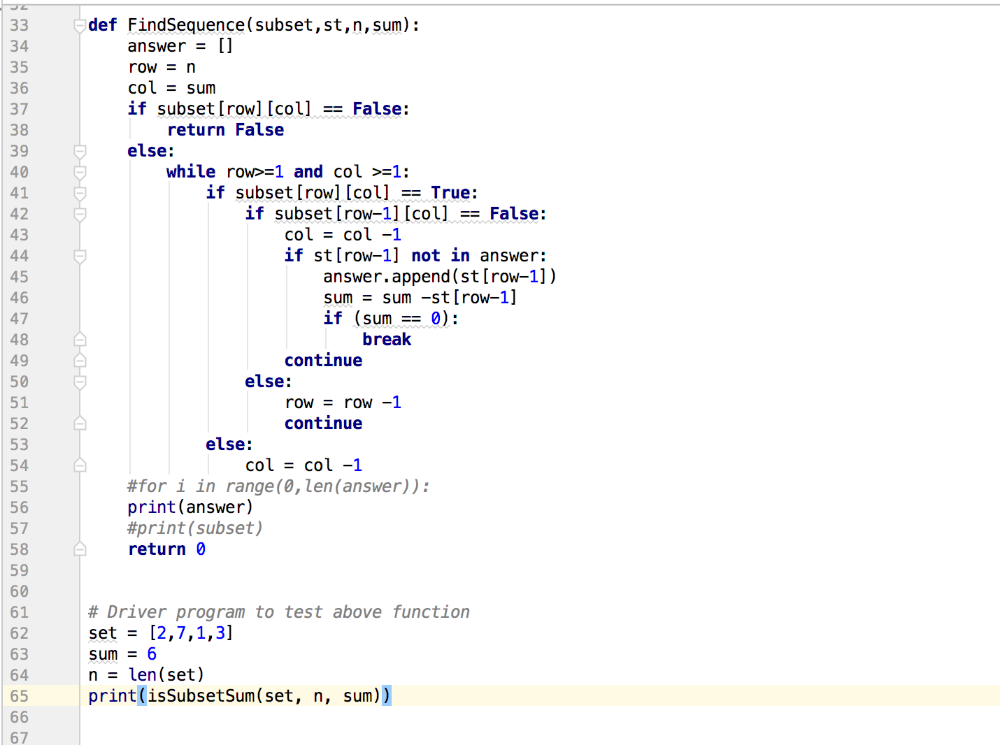 33 def FindSequence(subset,st,n,sum):
34     answer = []
35     row = n
36     col = sum
37     if subset[row][col] == False:
38         return False
39     else:
40         while row>=1 and col >=1:
41             if subset[row][col] == True:
42                 if subset[row-1][col] == False:
43                     col = col -1
44                     if st[row-1] not in answer:
45                         answer.append(st[row-1])
46                         sum = sum -st[row-1]
47                         if (sum == 0):
48                             break
49                     continue
50                 else:
51                     row = row -1
52                     continue
53             else:
54                 col = col -1
55     #for i in range(0,len(answer)):
56     print(answer)
57     #print(subset)
58     return 0
59
60
61 # Driver program to test above function
62 set = [2,7,1,3]
63 sum = 6
64 n = len(set)
65 print(isSubsetSum(set, n, sum))
66
67